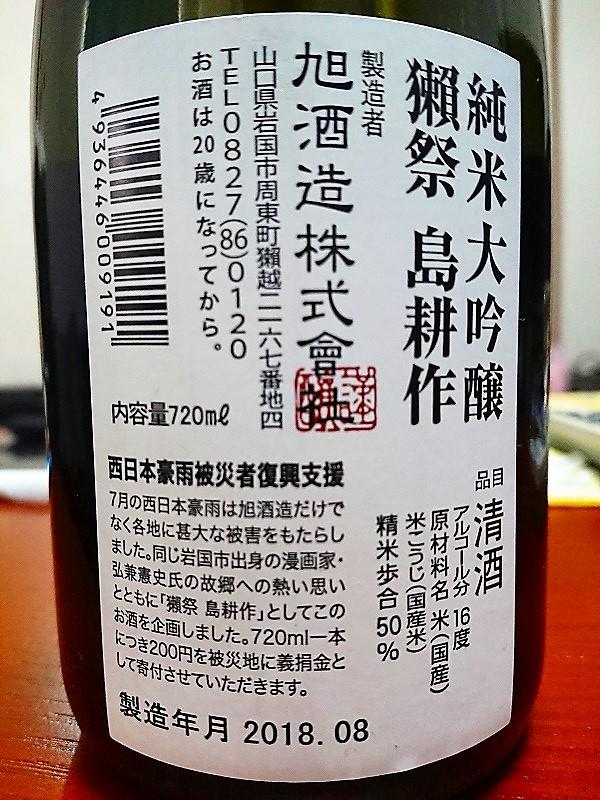 純米大吟醸
獺祭 島耕作
品目 清酒
アルコール分 16度
原材料名 米(国産)
米こうじ(国産米)
精米歩合 50%
製造者
旭酒造株式會社
山口県岩国市周東町獺越二一六七番地四
TEL0827(86)0120
お酒は20歳になってから。
4936446009191
内容量720mℓ
西日本豪雨被災者復興支援
7月の西日本豪雨は旭酒造だけで
なく各地に甚大な被害をもたらし
ました。同じ岩国市出身の漫画家・
弘兼憲史氏の故郷への熱い思い
とともに「獺祭 島耕作」としてこの
お酒を企画しました。720ml一本
につき200円を被災地に義捐金と
して寄付させていただきます。
製造年月 2018.08